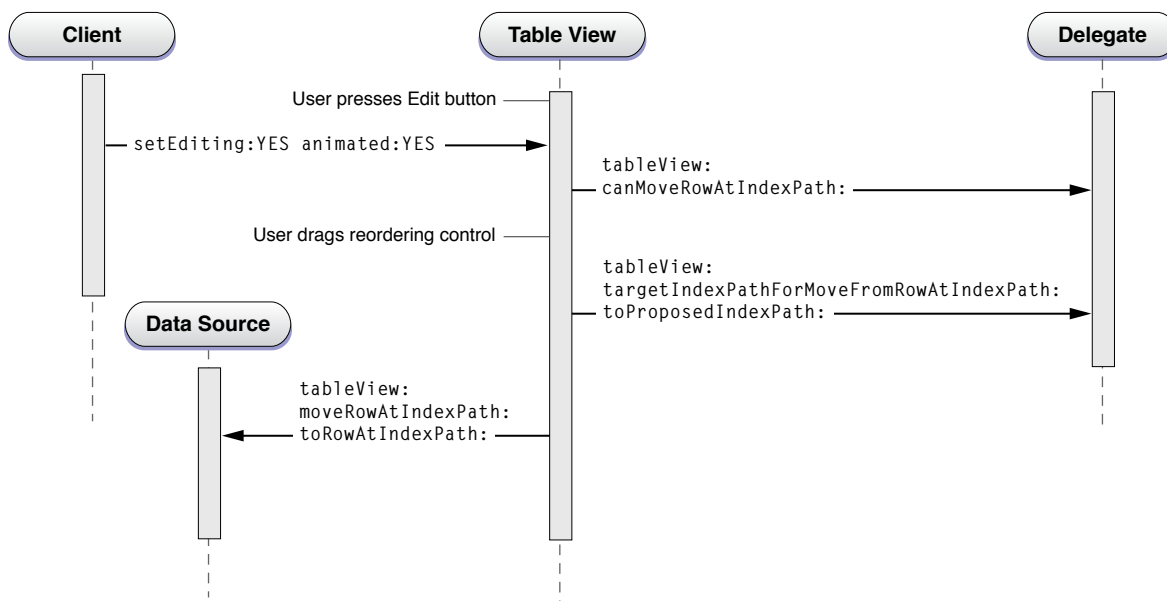 Client
Table View
Delegate
User presses Edit button
setEditing:YES animated:YES
tableView:
canMoveRowAtIndexPath:
User drags reordering control
tableView:
targetIndexPathForMoveFromRowAtIndexPath:
toProposedIndexPath:
Data Source
tableView:
moveRowAtIndexPath:
toRowAtIndexPath: